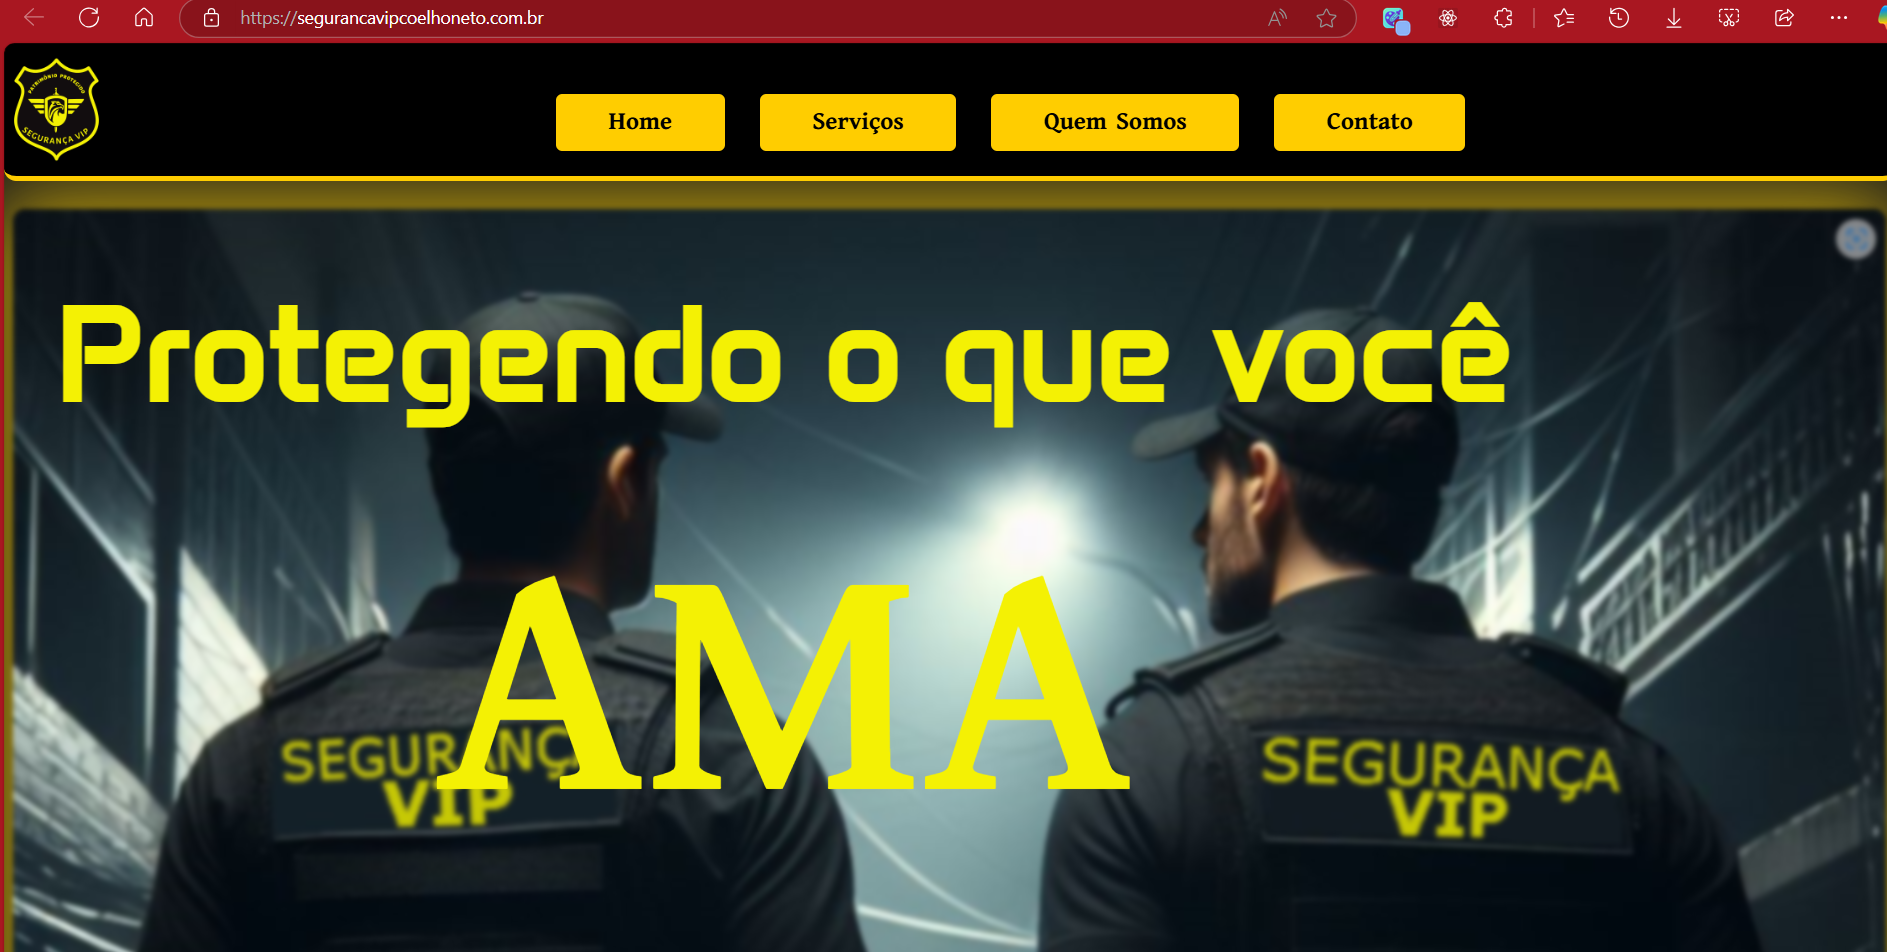 https://segurancavipcoelhoneto.com.br
PATRIMÔNIO PROTEGIDO
SEGURANÇA VIP
Home Serviços Quem Somos Contato
Protegendo o que você
AMA
SEGURANÇA
VIP
SEGURANÇA
VIP